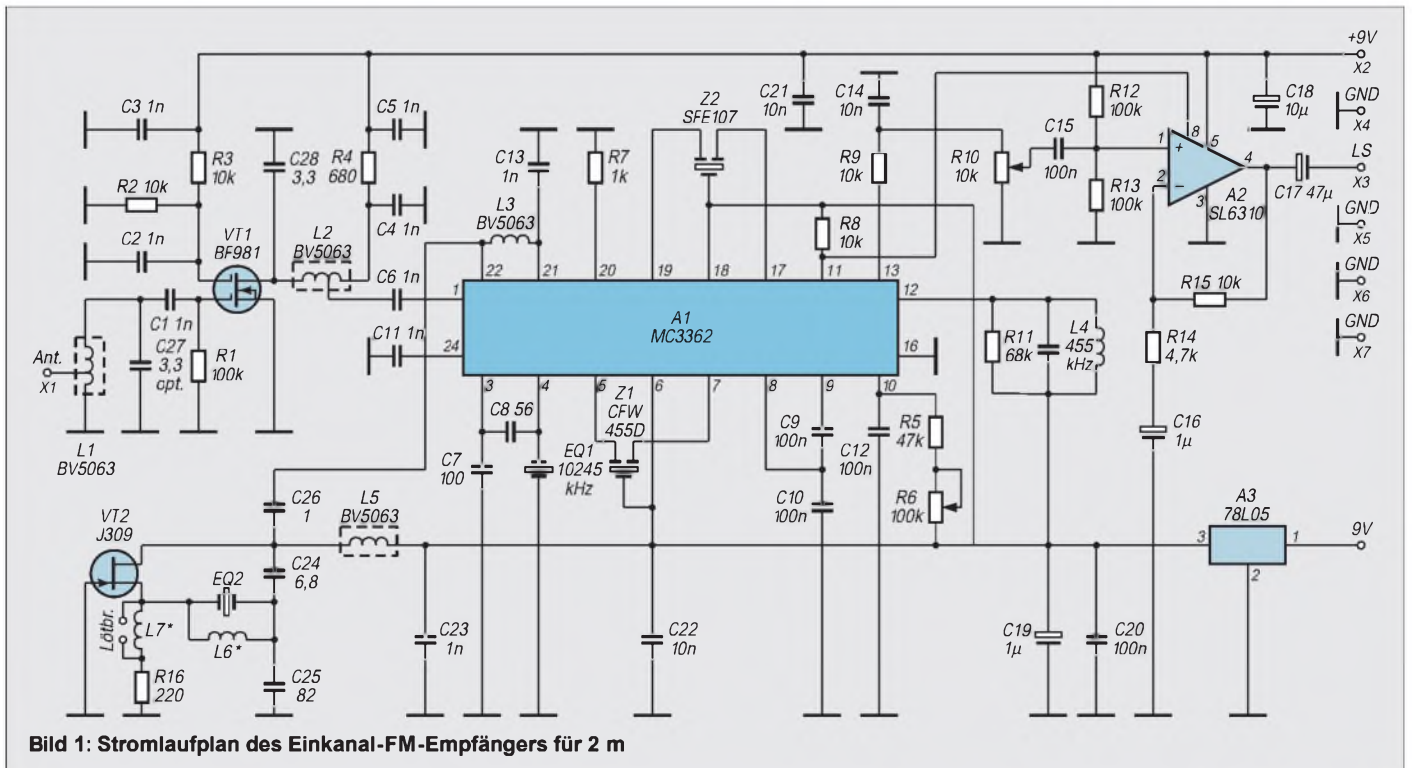 +9V
X2
C3 1n
C5 1n
C21
10n
Z2
SFE107
C14
10n
R12
100k
C18
10µ
GND
X4
R3
10k
C28
3,3
R4
680
C13
1n
R7
1k
R9
10k
R10
10k
C15
100n
1
+
8
5
4
2
−
3
A2
SL6310
LS
X3
C17 47µ
R2 10k
C2 1n
VT1
BF981
L2
BV5063
C4 1n
L3
BV5063
R8
10k
R13
100k
GND
X5
22
21
20
19
18
17
11
13
C6 1n
1
12
A1
MC3362
R15 10k
GND
X6
C1 1n
C27
3,3
opt.
R1
100k
C11 1n
24
16
R11
68k
L4
455
kHz
R14
4,7k
GND
X7
Ant.
X1
L1
BV5063
3
4
5
6
7
8
9
10
C8 56
Z1
CFW
455D
C7
100
EQ1
10245
kHz
C9
100n
C12
100n
R5
47k
C16
1µ
C10
100n
R6
100k
C26
1
L5
BV5063
A3
78L05
3
1
2
9V
VT2
J309
C24
6,8
EQ2
Lötbr.
L7*
L6*
C23
1n
C22
10n
C19
1µ
C20
100n
R16
220
C25
82
Bild 1: Stromlaufplan des Einkanal-FM-Empfängers für 2 m